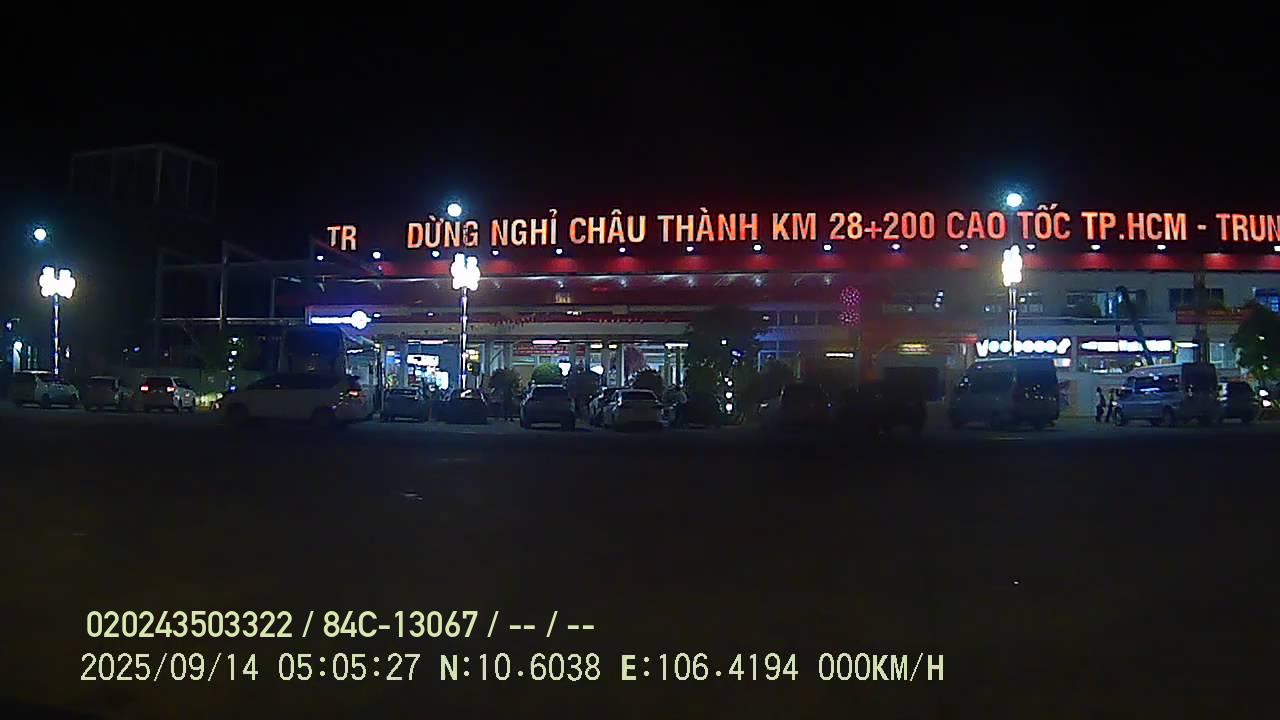 TR DỪNG NGHỈ CHÂU THÀNH KM 28+200 CAO TỐC TP.HCM - TRUN
020243503322 / 84C-13067 / -- / --
2025/09/14 05:05:27 N:10.6038 E:106.4194 000KM/H